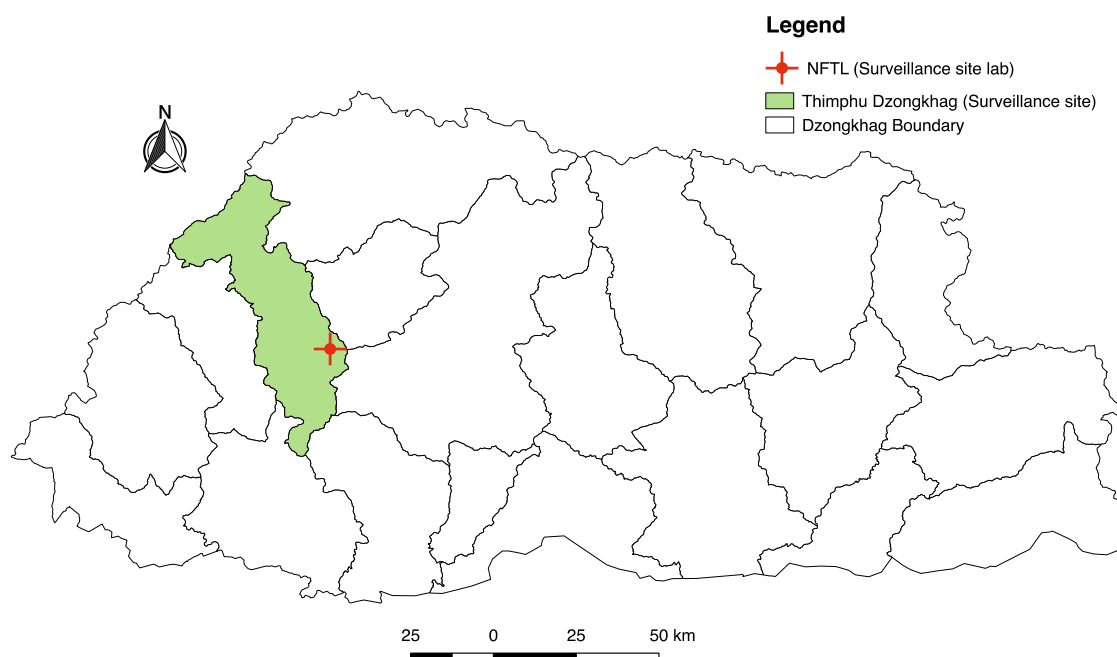 Legend
NFTL (Surveillance site lab)
Thimphu Dzongkhag (Surveillance site)
Dzongkhag Boundary
N
25 0 25 50 km